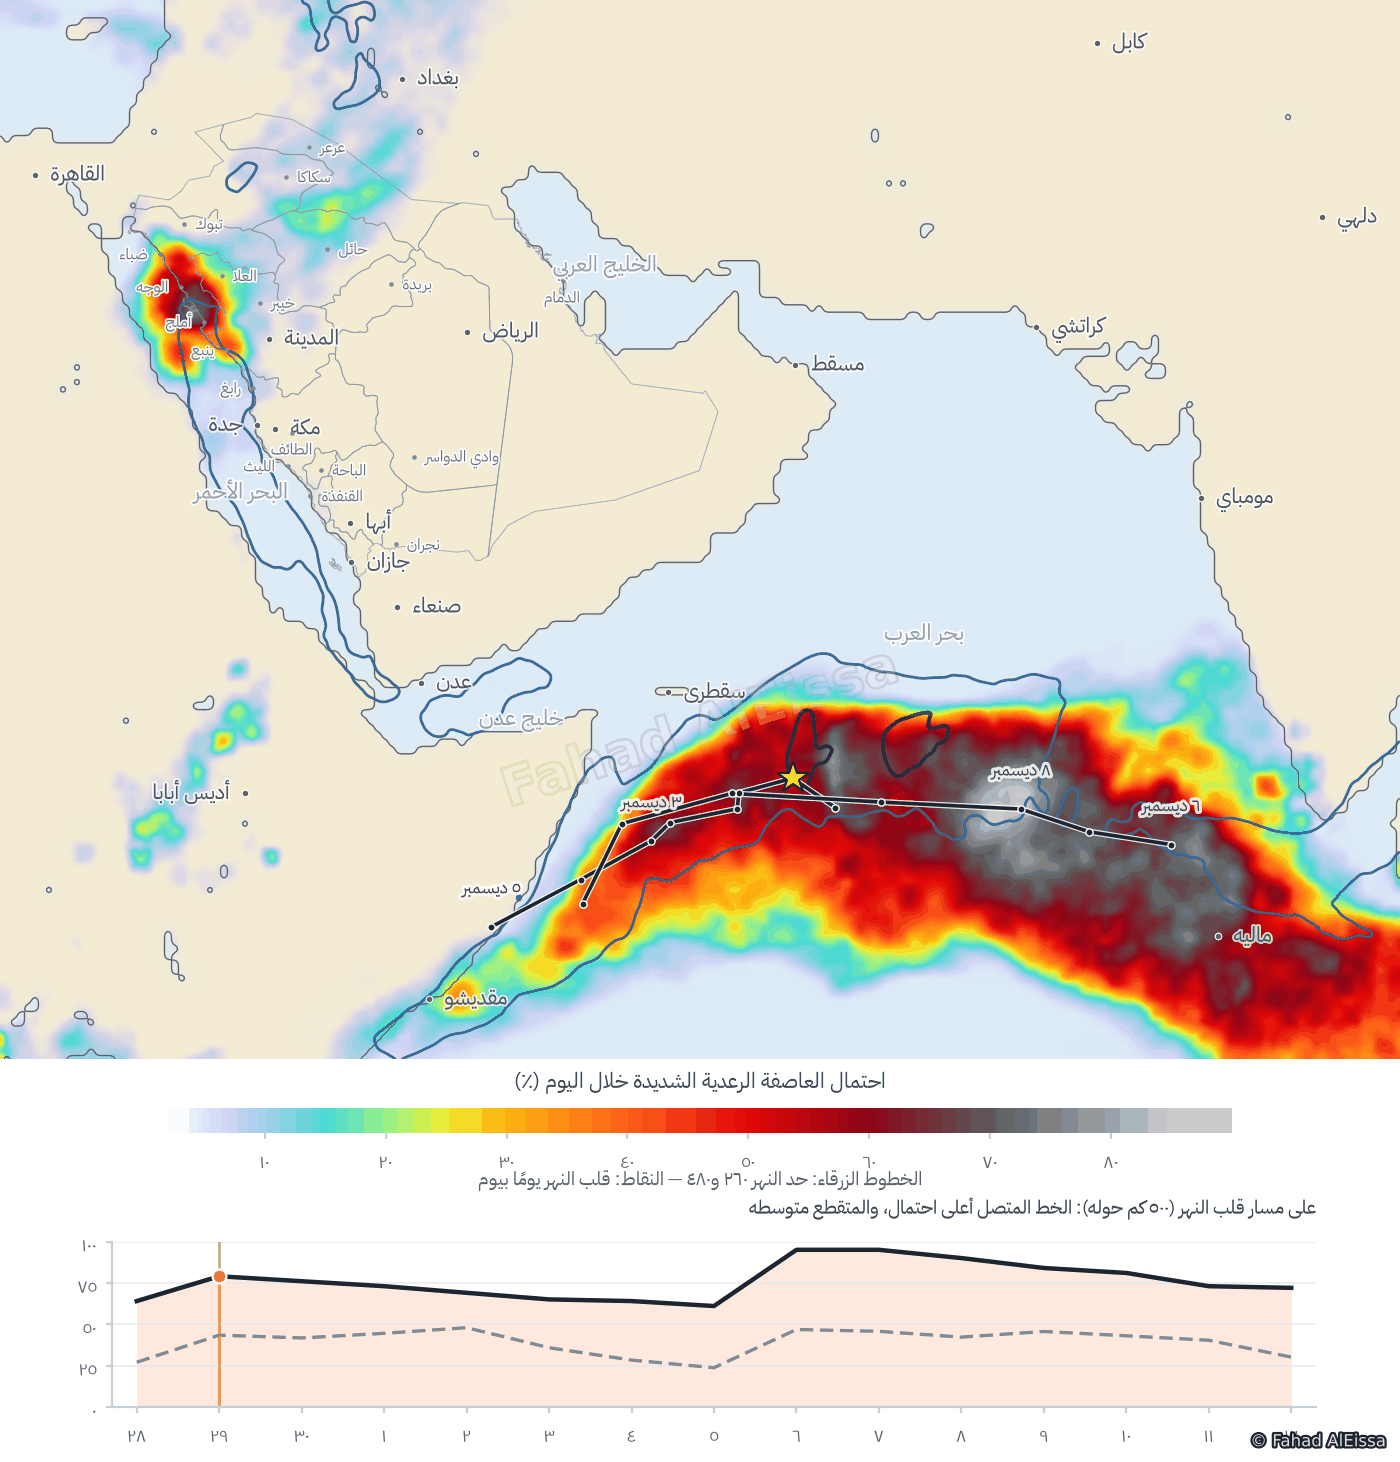 كابل
بغداد
عرعر
القاهرة
سكاكا
دلهي
تبوك
حائل
ضباء
الخليج العربي
العلا
بريدة
الوجه
الدمام
خيبر
أملج
المدينة
الرياض
كراتشي
ينبع
مسقط
رابغ
جدة
مكة
الطائف
وادي الدواسر
الليث
الباحة
البحر الأحمر
القنفذة
مومباي
أبها
نجران
جازان
صنعاء
بحر العرب
عدن
سقطرى
خليج عدن
Fahad AlEissa
٨ ديسمبر
أديس أبابا
٣ ديسمبر
٦ ديسمبر
٥ ديسمبر
ماليه
مقديشو
احتمال العاصفة الرعدية الشديدة خلال اليوم (٪)
١٠ ٢٠ ٣٠ ٤٠ ٥٠ ٦٠ ٧٠ ٨٠
الخطوط الزرقاء: حد النهر ٢٦٠ و٤٨٠ — النقاط: قلب النهر يومًا بيوم
على مسار قلب النهر (٥٠٠ كم حوله): الخط المتصل أعلى احتمال، والمتقطع متوسطه
١٠٠
٧٥
٥٠
٢٥
٠
٢٨ ٢٩ ٣٠ ١ ٢ ٣ ٤ ٥ ٦ ٧ ٨ ٩ ١٠ ١١
© Fahad AlEissa